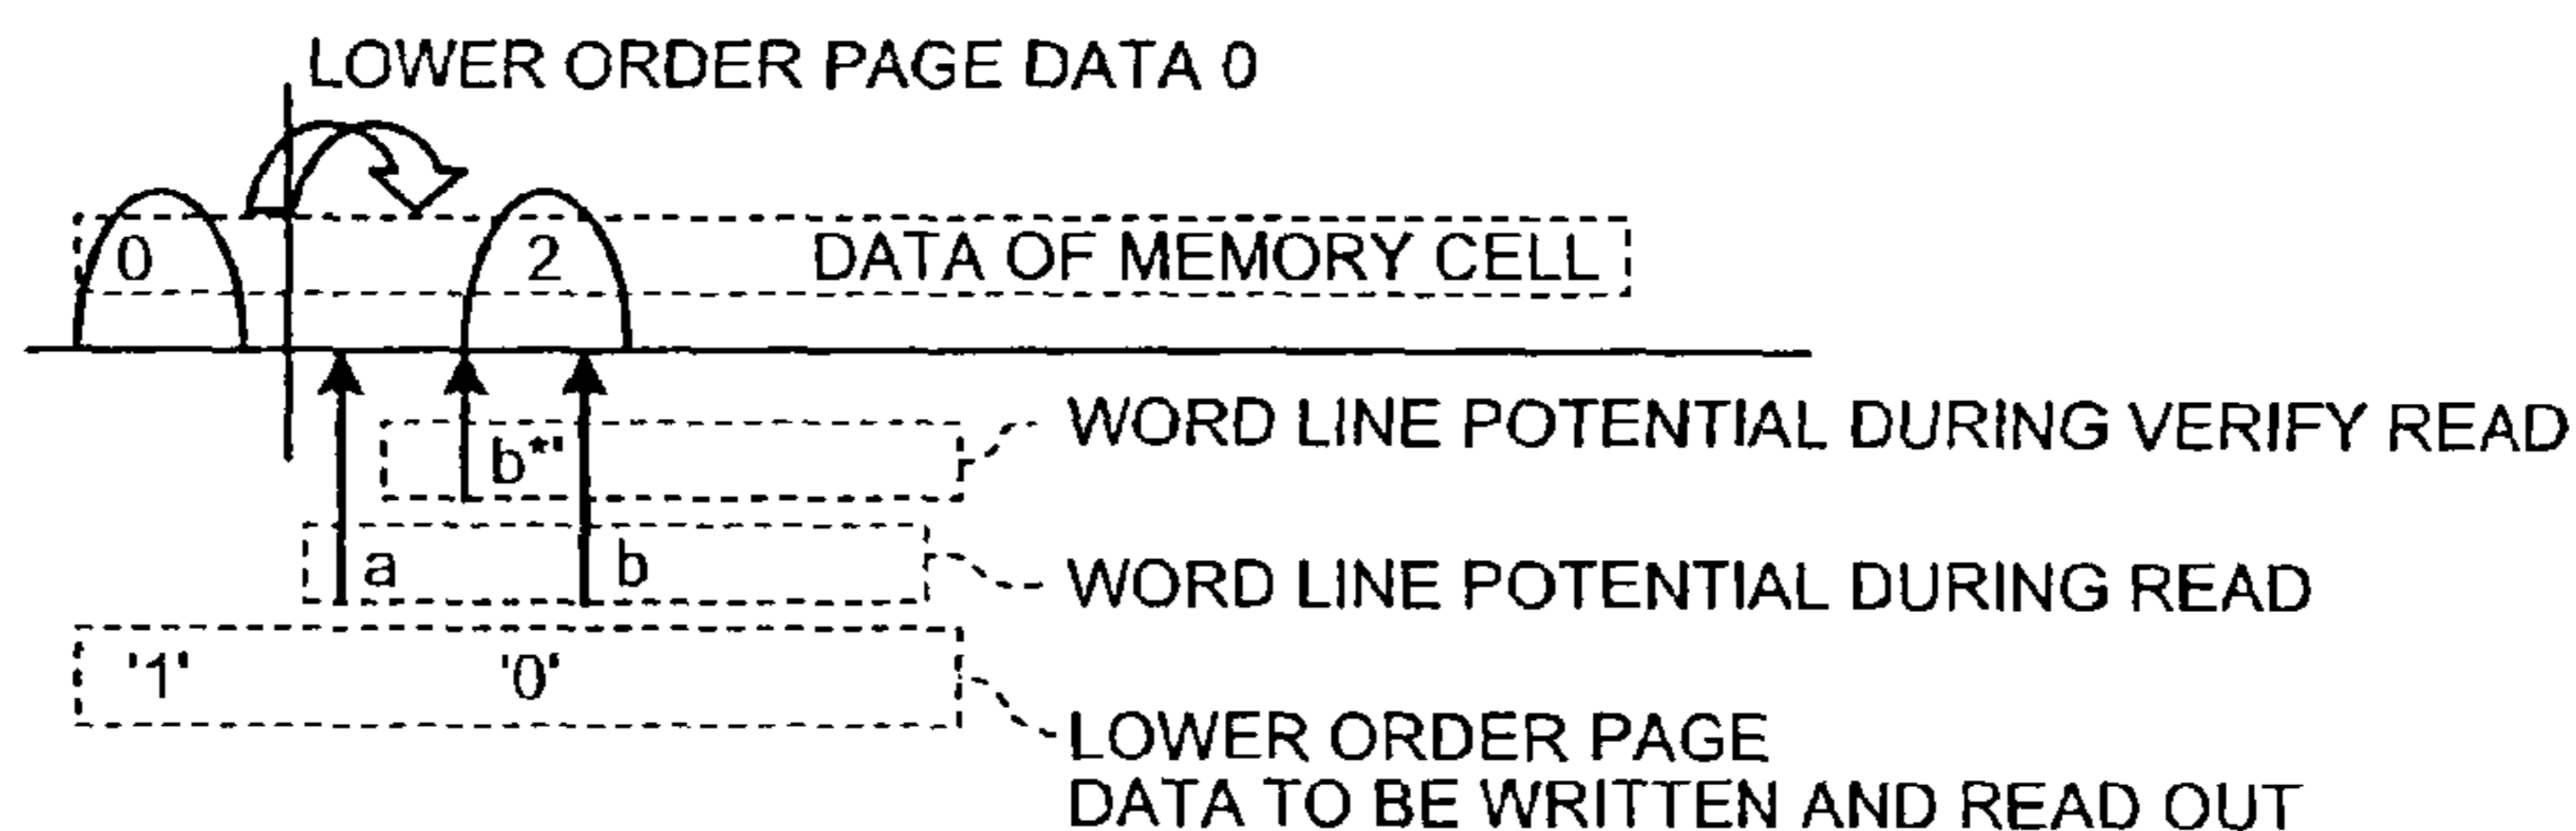 LOWER ORDER PAGE DATA 0
0 2 DATA OF MEMORY CELL
b*' WORD LINE POTENTIAL DURING VERIFY READ
a b WORD LINE POTENTIAL DURING READ
'1' '0'
LOWER ORDER PAGE
DATA TO BE WRITTEN AND READ OUT